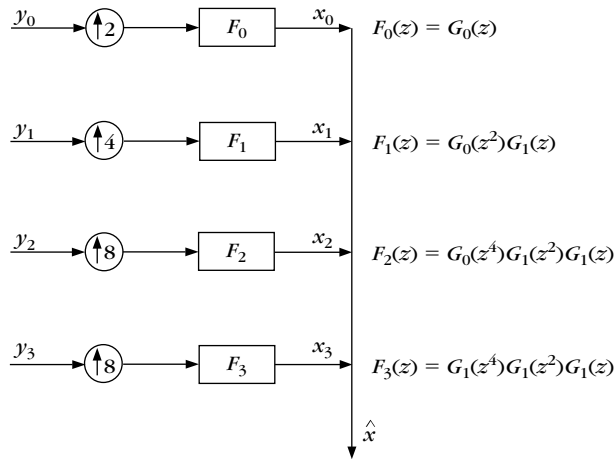 y₀ ↑2 F₀ x₀ F₀(z) = G₀(z)
y₁ ↑4 F₁ x₁ F₁(z) = G₀(z²)G₁(z)
y₂ ↑8 F₂ x₂ F₂(z) = G₀(z⁴)G₁(z²)G₁(z)
y₃ ↑8 F₃ x₃ F₃(z) = G₁(z⁴)G₁(z²)G₁(z)
x̂